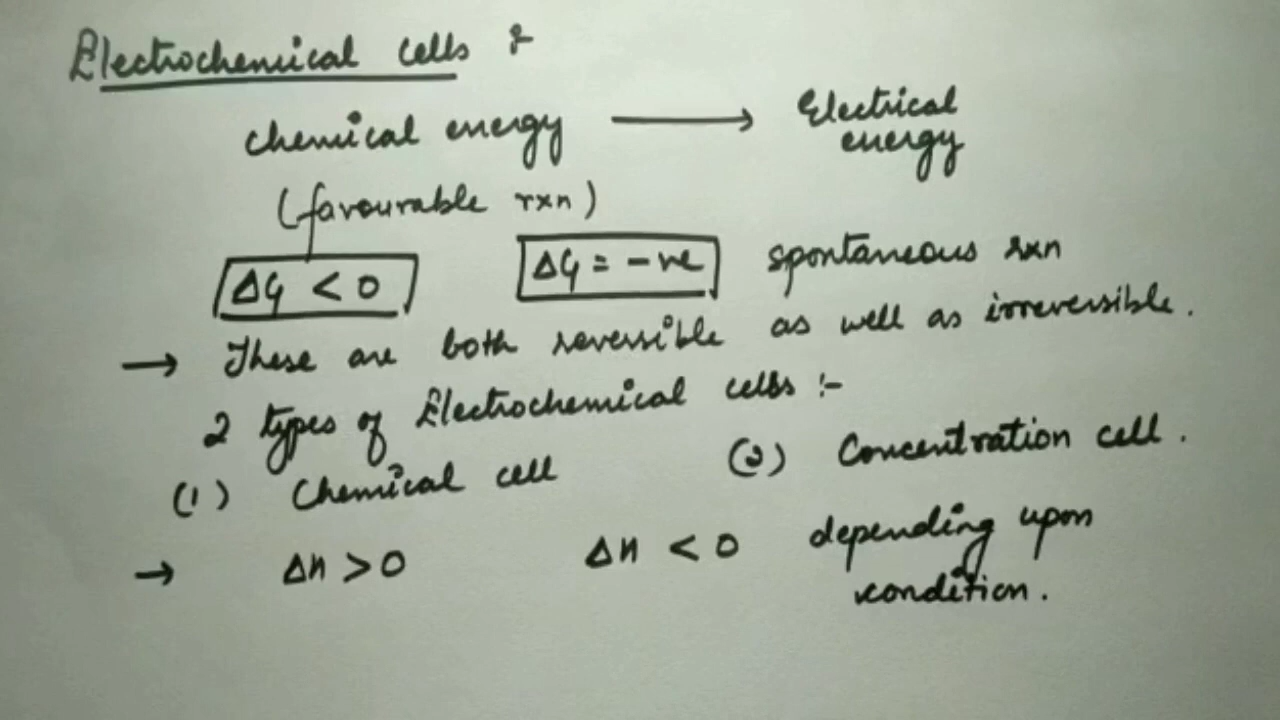 Electrochemical cells :-
chemical energy ⟶ Electrical energy
(favourable rxn)
ΔG < 0    ΔG = -ve    spontaneous rxn
→ These are both reversible as well as irreversible.
2 types of Electrochemical cells :-
(1) Chemical cell    (2) Concentration cell.
→ ΔH > 0    ΔH < 0    depending upon condition.